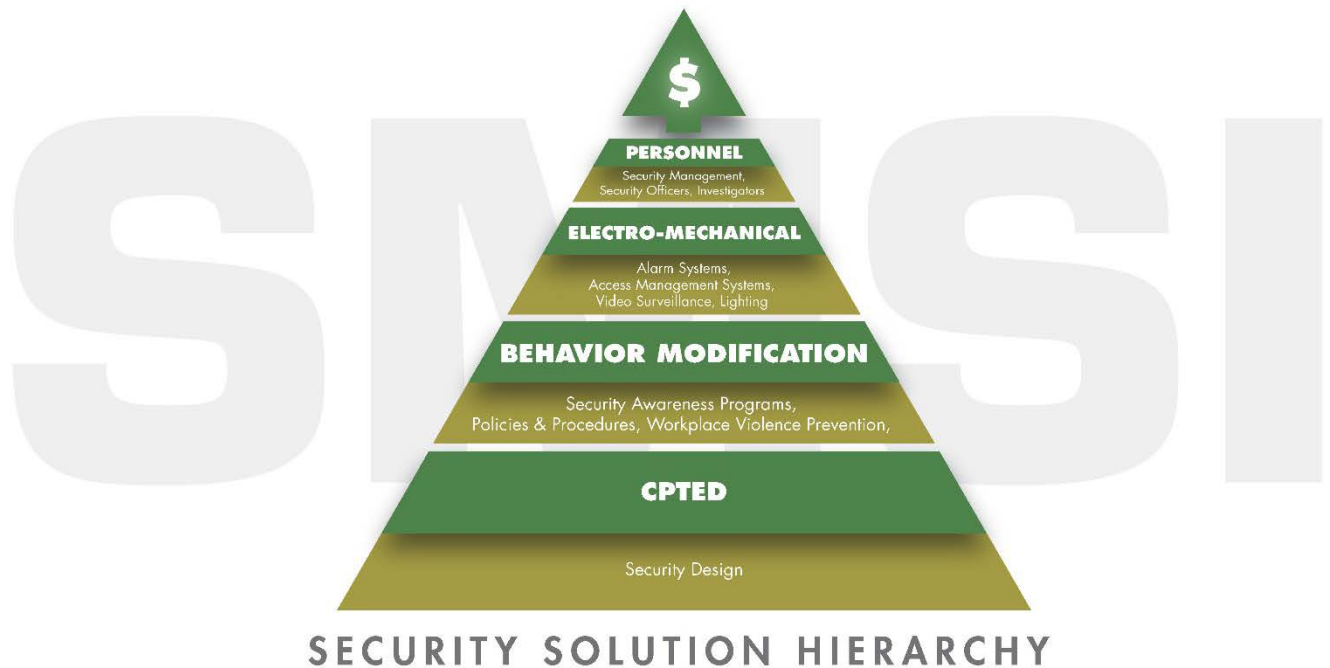 SMSI
$
PERSONNEL
Security Management,
Security Officers, Investigators
ELECTRO-MECHANICAL
Alarm Systems,
Access Management Systems,
Video Surveillance, Lighting
BEHAVIOR MODIFICATION
Security Awareness Programs,
Policies & Procedures, Workplace Violence Prevention,
CPTED
Security Design
SECURITY SOLUTION HIERARCHY